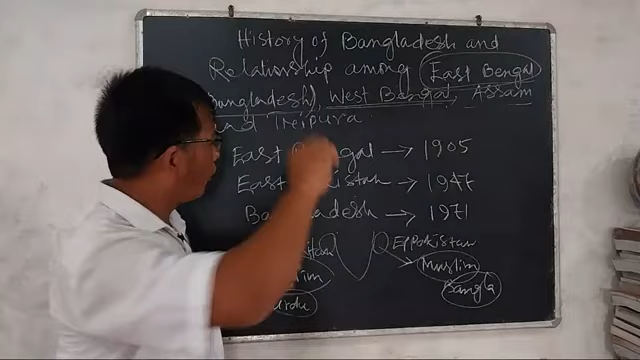 History of Bangladesh and
Relationship among East Bengal
Bangladesh), West Bengal, Assam
and Treipura.
East Bengal → 1905
East Pakistan → 1947
Bangladesh → 1971
E, Pakistan
Muslim
Urdu Bangla